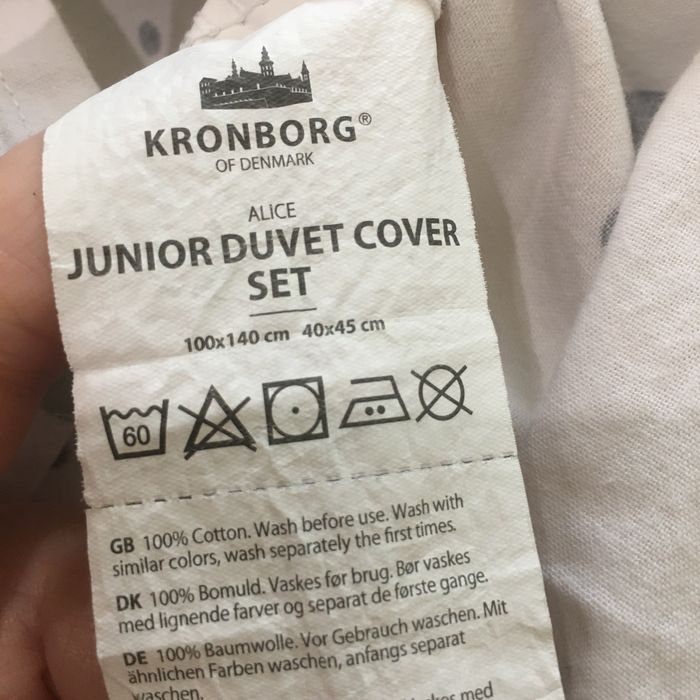 KRONBORG®
OF DENMARK
ALICE
JUNIOR DUVET COVER
SET
100x140 cm 40x45 cm
60
GB 100% Cotton. Wash before use. Wash with
similar colors, wash separately the first times.
DK 100% Bomuld. Vaskes før brug. Bør vaskes
med lignende farver og separat de første gange.
DE 100% Baumwolle. Vor Gebrauch waschen. Mit
ähnlichen Farben waschen, anfangs separat
waschen.
med